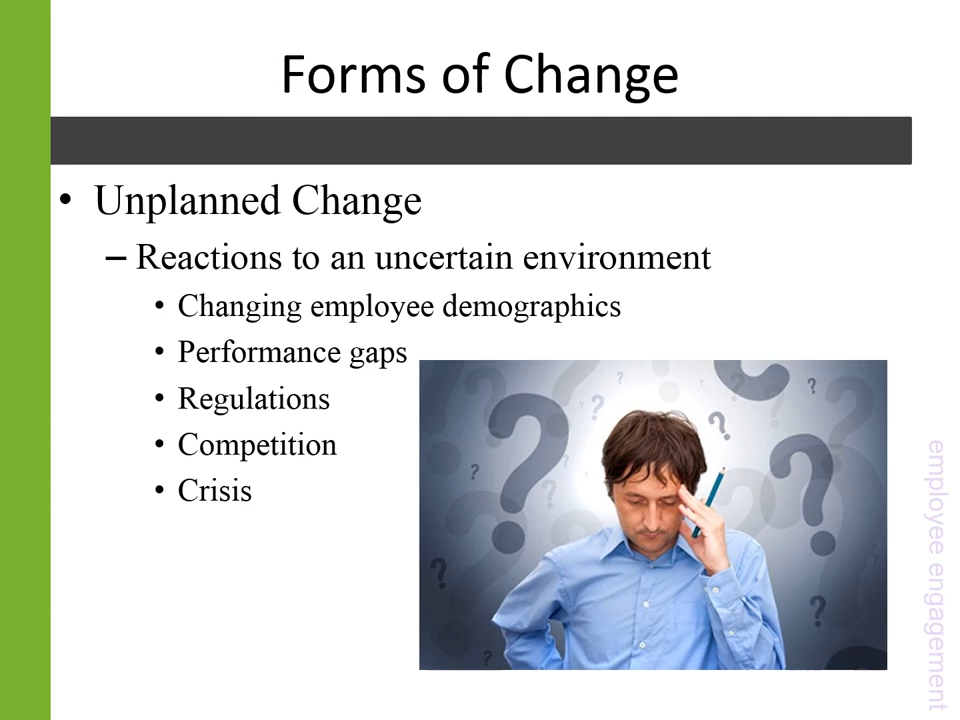 Forms of Change
• Unplanned Change
– Reactions to an uncertain environment
• Changing employee demographics
• Performance gaps
• Regulations
• Competition
• Crisis
employee engagement